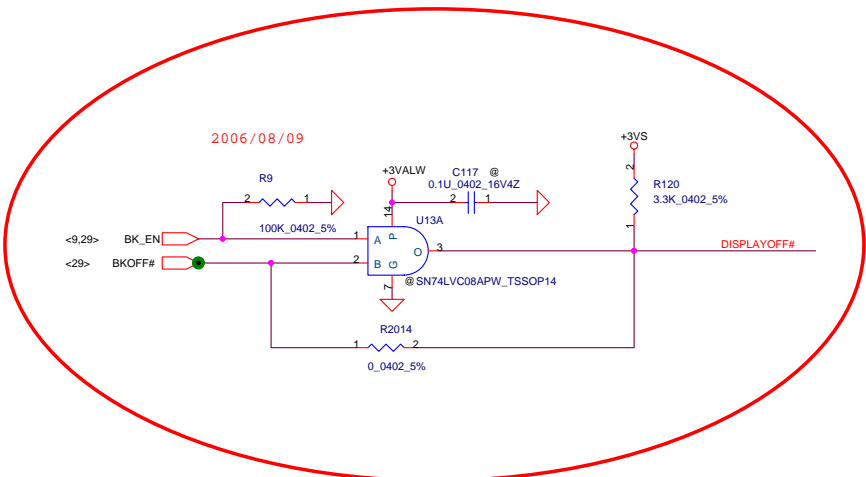 2006/08/09
+3VS
+3VALW
C117 @
0.1U_0402_16V4Z
R9
2 1
2 1
2
R120
3.3K_0402_5%
1
14
U13A
100K_0402_5%
<9,29> BK_EN
1 A P
O 3
DISPLAYOFF#
<29> BKOFF#
2 B G
7
@SN74LVC08APW_TSSOP14
R2014
1 2
0_0402_5%